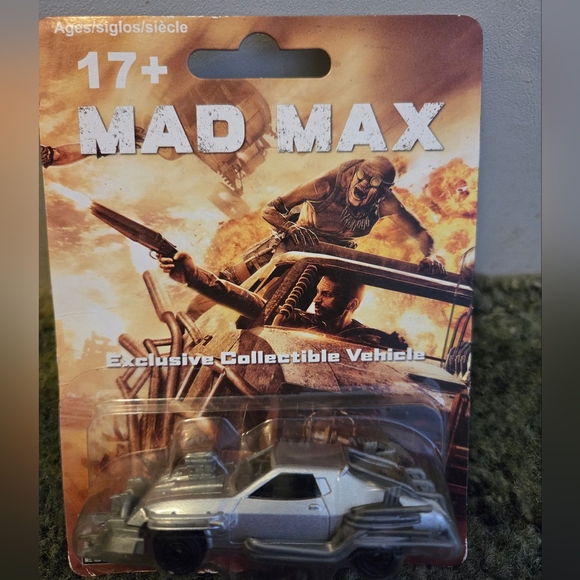 Ages/siglos/siècle
17+
MAD MAX
Exclusive Collectible Vehicle